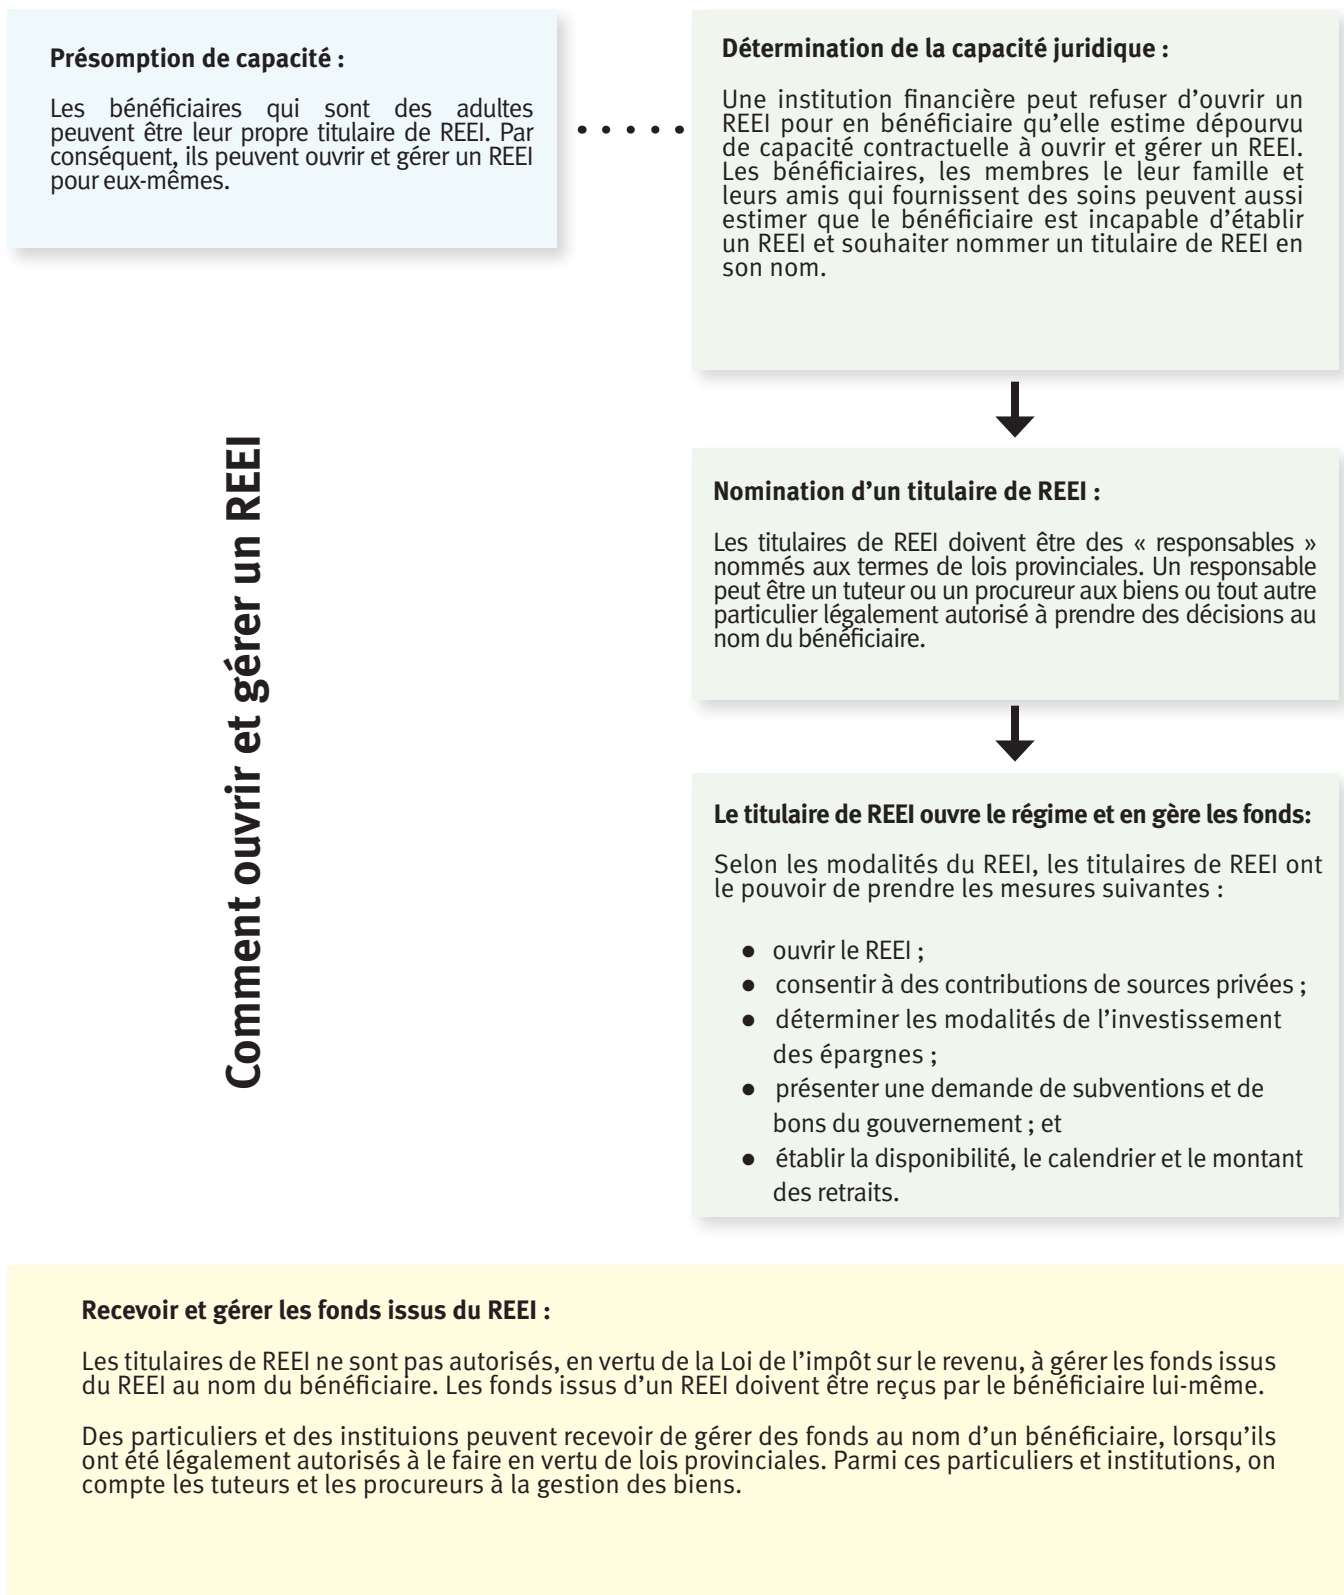 Présomption de capacité :
Les bénéficiaires qui sont des adultes
peuvent être leur propre titulaire de REEI. Par
conséquent, ils peuvent ouvrir et gérer un REEI
pour eux-mêmes.
Détermination de la capacité juridique :
Une institution financière peut refuser d’ouvrir un
REEI pour en bénéficiaire qu’elle estime dépourvu
de capacité contractuelle à ouvrir et gérer un REEI.
Les bénéficiaires, les membres le leur famille et
leurs amis qui fournissent des soins peuvent aussi
estimer que le bénéficiaire est incapable d’établir
un REEI et souhaiter nommer un titulaire de REEI en
son nom.
Comment ouvrir et gérer un REEI
Nomination d’un titulaire de REEI :
Les titulaires de REEI doivent être des « responsables »
nommés aux termes de lois provinciales. Un responsable
peut être un tuteur ou un procureur aux biens ou tout autre
particulier légalement autorisé à prendre des décisions au
nom du bénéficiaire.
Le titulaire de REEI ouvre le régime et en gère les fonds:
Selon les modalités du REEI, les titulaires de REEI ont
le pouvoir de prendre les mesures suivantes :
● ouvrir le REEI ;
● consentir à des contributions de sources privées ;
● déterminer les modalités de l’investissement
des épargnes ;
● présenter une demande de subventions et de
bons du gouvernement ; et
● établir la disponibilité, le calendrier et le montant
des retraits.
Recevoir et gérer les fonds issus du REEI :
Les titulaires de REEI ne sont pas autorisés, en vertu de la Loi de l’impôt sur le revenu, à gérer les fonds issus
du REEI au nom du bénéficiaire. Les fonds issus d’un REEI doivent être reçus par le bénéficiaire lui-même.
Des particuliers et des instituions peuvent recevoir de gérer des fonds au nom d’un bénéficiaire, lorsqu’ils
ont été légalement autorisés à le faire en vertu de lois provinciales. Parmi ces particuliers et institutions, on
compte les tuteurs et les procureurs à la gestion des biens.